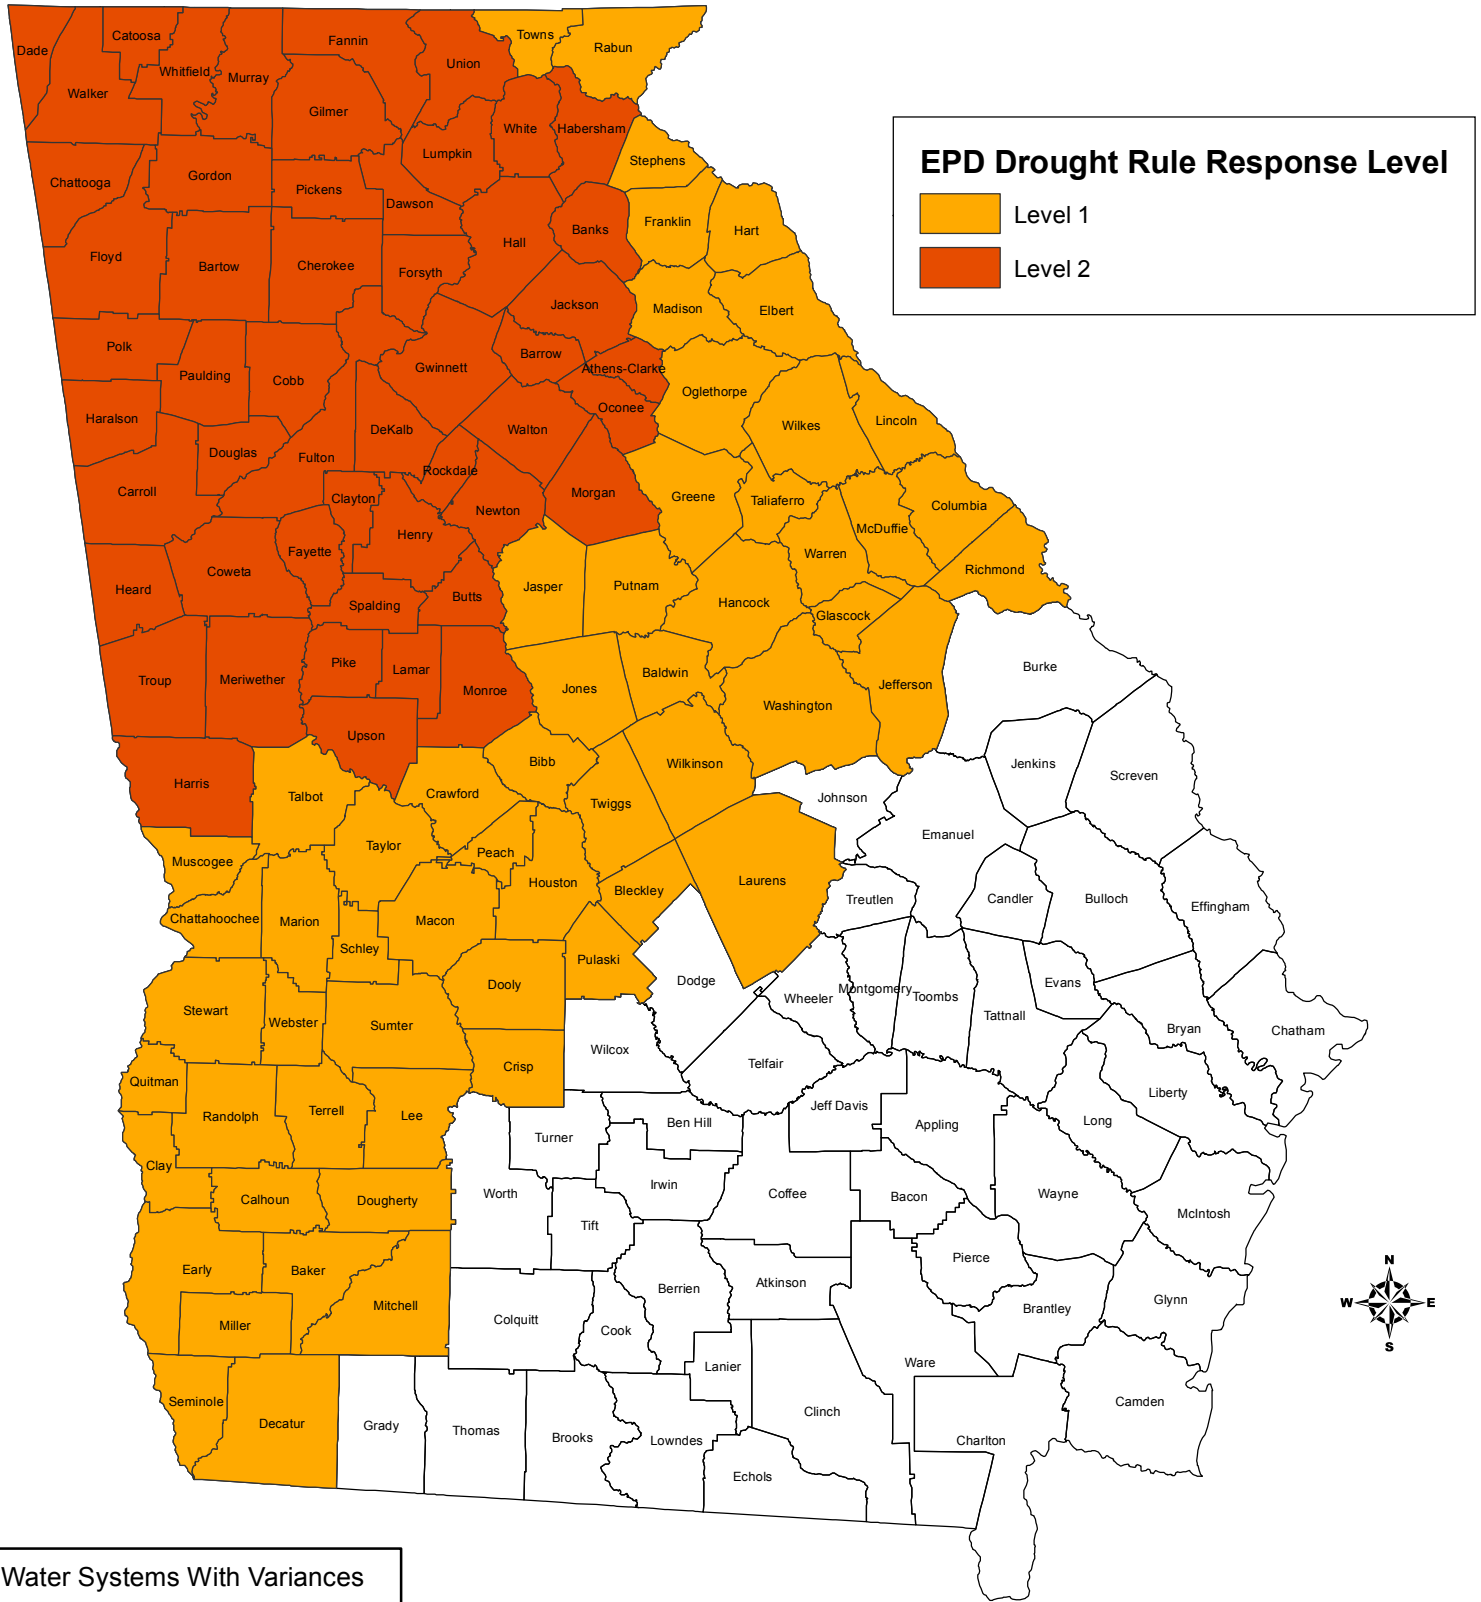 Dade
Catoosa
Fannin
Towns
Rabun
Walker
Whitfield
Murray
Union
Gilmer
White
Habersham
Lumpkin
Stephens
Chattooga
Gordon
Pickens
Dawson
Franklin
Hart
Floyd
Bartow
Cherokee
Forsyth
Hall
Banks
EPD Drought Rule Response Level
Level 1
Level 2
Jackson
Madison
Elbert
Polk
Paulding
Cobb
Gwinnett
Barrow
Athens-Clarke
Oconee
Oglethorpe
Wilkes
Lincoln
Haralson
Douglas
Fulton
DeKalb
Walton
Carroll
Clayton
Rockdale
Newton
Morgan
Greene
Taliaferro
McDuffie
Columbia
Heard
Coweta
Fayette
Henry
Spalding
Butts
Jasper
Putnam
Hancock
Warren
Glascock
Richmond
Troup
Meriwether
Pike
Lamar
Monroe
Jones
Baldwin
Washington
Jefferson
Burke
Harris
Upson
Talbot
Crawford
Bibb
Twiggs
Wilkinson
Johnson
Jenkins
Screven
Emanuel
Muscogee
Taylor
Peach
Houston
Bleckley
Laurens
Treutlen
Candler
Bulloch
Effingham
Chattahoochee
Marion
Schley
Macon
Pulaski
Dooly
Dodge
Wheeler
Montgomery
Toombs
Tattnall
Evans
Bryan
Chatham
Stewart
Webster
Sumter
Crisp
Wilcox
Telfair
Quitman
Randolph
Terrell
Lee
Turner
Ben Hill
Jeff Davis
Appling
Long
Liberty
Clay
Calhoun
Dougherty
Worth
Tift
Irwin
Coffee
Bacon
Wayne
McIntosh
Early
Baker
Mitchell
Miller
Colquitt
Cook
Berrien
Atkinson
Pierce
Brantley
Glynn
Seminole
Decatur
Grady
Thomas
Brooks
Lowndes
Lanier
Clinch
Echols
Ware
Charlton
Camden
N
W
E
S
Water Systems With Variances